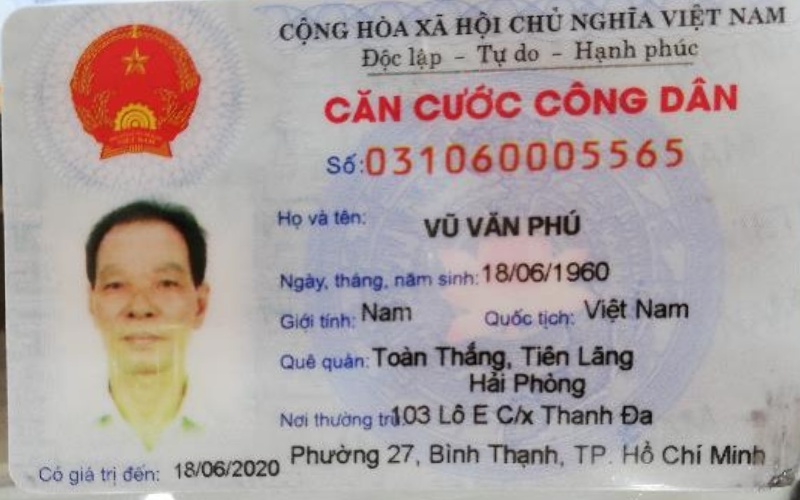 CỘNG HÒA XÃ HỘI CHỦ NGHĨA VIỆT NAM
Độc lập - Tự do - Hạnh phúc
CĂN CƯỚC CÔNG DÂN
Số: 031060005565
Họ và tên: VŨ VĂN PHÚ
Ngày, tháng, năm sinh: 18/06/1960
Giới tính: Nam Quốc tịch: Việt Nam
Quê quán: Toàn Thắng, Tiên Lãng
Hải Phòng
Nơi thường trú: 103 Lô E C/x Thanh Đa
Phường 27, Bình Thạnh, TP. Hồ Chí Minh
Có giá trị đến: 18/06/2020